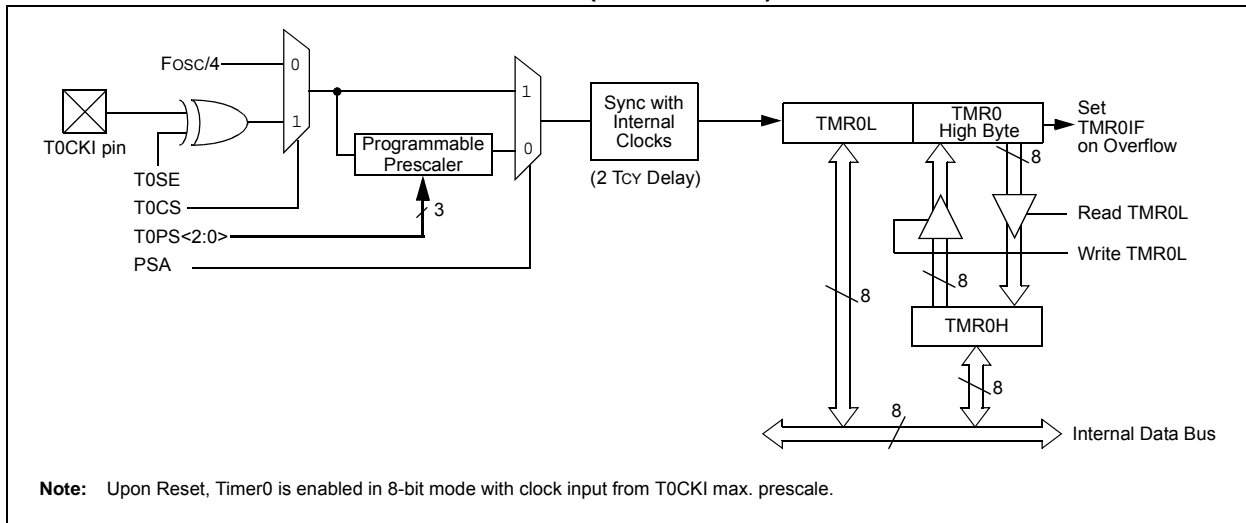 Fosc/4
0
1
T0CKI pin
T0SE
T0CS
T0PS<2:0>
PSA
Programmable
Prescaler
3
1
0
Sync with
Internal
Clocks
(2 TCY Delay)
TMR0L
TMR0
High Byte
Set
TMR0IF
on Overflow
8
Read TMR0L
Write TMR0L
8
8
TMR0H
8
8
Internal Data Bus
Note: Upon Reset, Timer0 is enabled in 8-bit mode with clock input from T0CKI max. prescale.